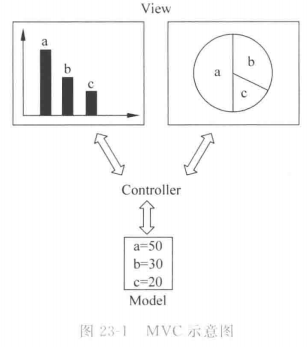 View
a
b
c
a
b
c
Controller
a=50
b=30
c=20
Model
图 23-1 MVC 示意图